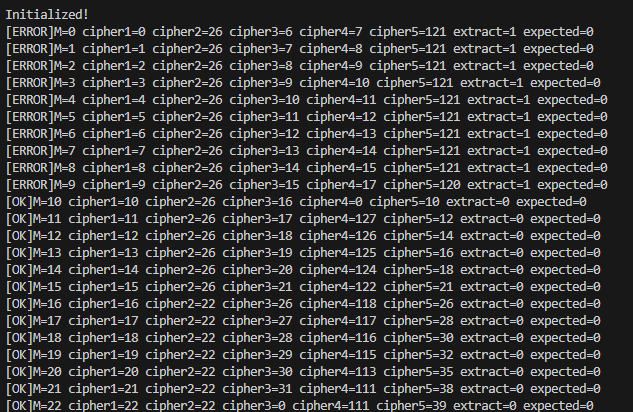 Initialized!
[ERROR]M=0 cipher1=0 cipher2=26 cipher3=6 cipher4=7 cipher5=121 extract=1 expected=0
[ERROR]M=1 cipher1=1 cipher2=26 cipher3=7 cipher4=8 cipher5=121 extract=1 expected=0
[ERROR]M=2 cipher1=2 cipher2=26 cipher3=8 cipher4=9 cipher5=121 extract=1 expected=0
[ERROR]M=3 cipher1=3 cipher2=26 cipher3=9 cipher4=10 cipher5=121 extract=1 expected=0
[ERROR]M=4 cipher1=4 cipher2=26 cipher3=10 cipher4=11 cipher5=121 extract=1 expected=0
[ERROR]M=5 cipher1=5 cipher2=26 cipher3=11 cipher4=12 cipher5=121 extract=1 expected=0
[ERROR]M=6 cipher1=6 cipher2=26 cipher3=12 cipher4=13 cipher5=121 extract=1 expected=0
[ERROR]M=7 cipher1=7 cipher2=26 cipher3=13 cipher4=14 cipher5=121 extract=1 expected=0
[ERROR]M=8 cipher1=8 cipher2=26 cipher3=14 cipher4=15 cipher5=121 extract=1 expected=0
[ERROR]M=9 cipher1=9 cipher2=26 cipher3=15 cipher4=17 cipher5=120 extract=1 expected=0
[OK]M=10 cipher1=10 cipher2=26 cipher3=16 cipher4=0 cipher5=10 extract=0 expected=0
[OK]M=11 cipher1=11 cipher2=26 cipher3=17 cipher4=127 cipher5=12 extract=0 expected=0
[OK]M=12 cipher1=12 cipher2=26 cipher3=18 cipher4=126 cipher5=14 extract=0 expected=0
[OK]M=13 cipher1=13 cipher2=26 cipher3=19 cipher4=125 cipher5=16 extract=0 expected=0
[OK]M=14 cipher1=14 cipher2=26 cipher3=20 cipher4=124 cipher5=18 extract=0 expected=0
[OK]M=15 cipher1=15 cipher2=26 cipher3=21 cipher4=122 cipher5=21 extract=0 expected=0
[OK]M=16 cipher1=16 cipher2=22 cipher3=26 cipher4=118 cipher5=26 extract=0 expected=0
[OK]M=17 cipher1=17 cipher2=22 cipher3=27 cipher4=117 cipher5=28 extract=0 expected=0
[OK]M=18 cipher1=18 cipher2=22 cipher3=28 cipher4=116 cipher5=30 extract=0 expected=0
[OK]M=19 cipher1=19 cipher2=22 cipher3=29 cipher4=115 cipher5=32 extract=0 expected=0
[OK]M=20 cipher1=20 cipher2=22 cipher3=30 cipher4=113 cipher5=35 extract=0 expected=0
[OK]M=21 cipher1=21 cipher2=22 cipher3=31 cipher4=111 cipher5=38 extract=0 expected=0
[OK]M=22 cipher1=22 cipher2=22 cipher3=0 cipher4=111 cipher5=39 extract=0 expected=0